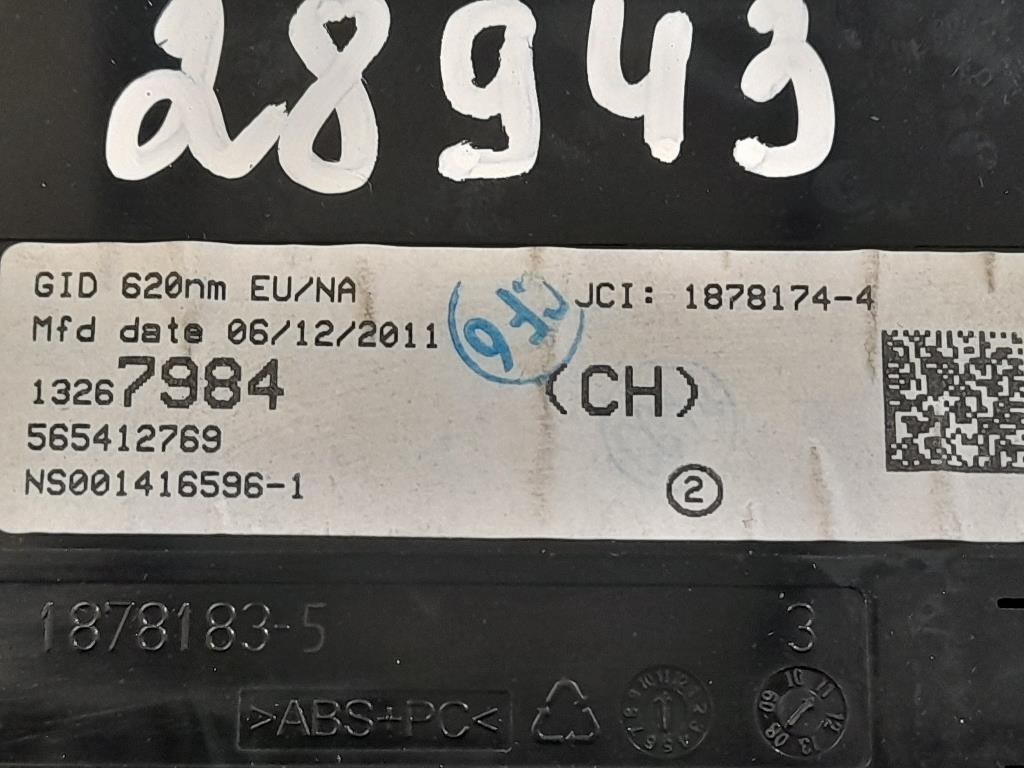 28943
GID 620nm EU/NA
JCI: 1878174-4
Mfd date 06/12/2011
13267984
(CH)
565412769
NS001416596-1
2
1878183-5
3
>ABS+PC<